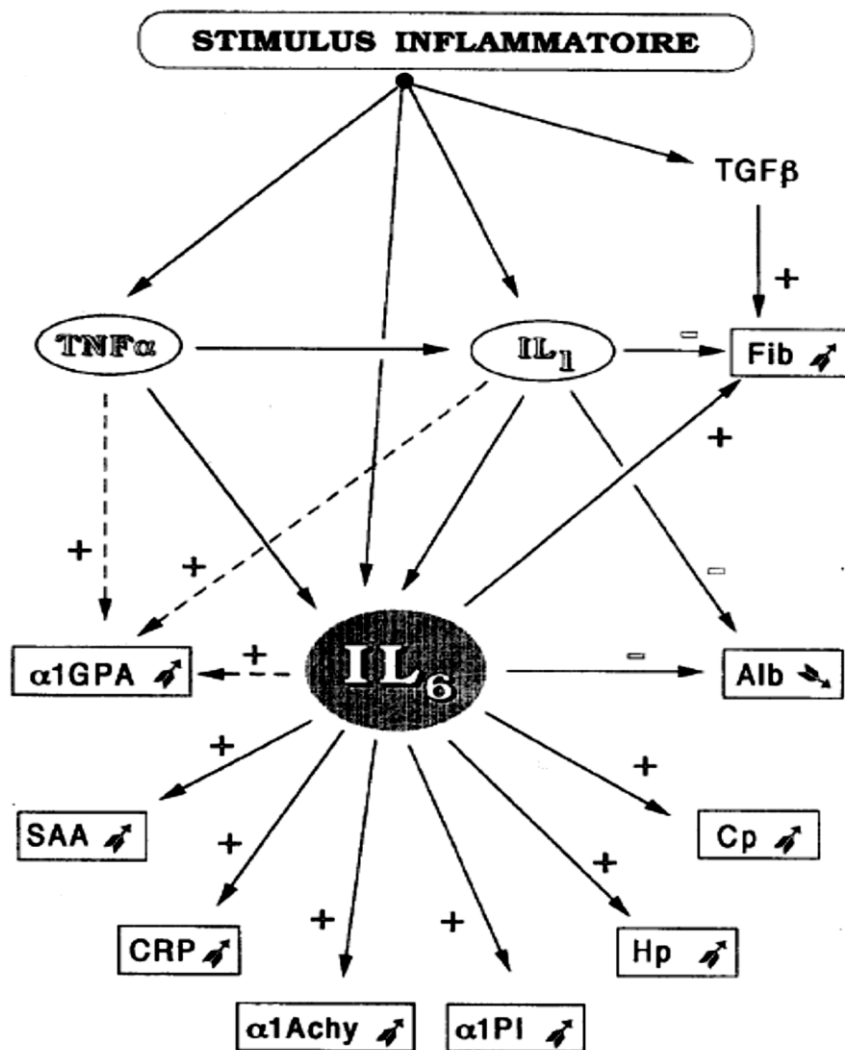 STIMULUS INFLAMMATOIRE
TGFβ
+
TNFα
IL1
-
Fib
+
+
+
-
α1GPA
+
IL6
-
Alb
+
+
SAA
Cp
+
+
CRP
+
+
Hp
α1Achy
α1PI